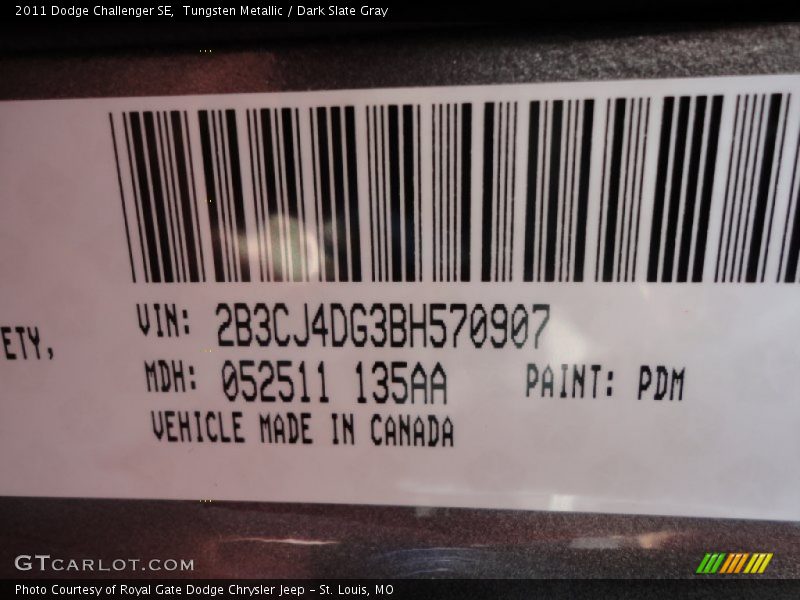 2011 Dodge Challenger SE,  Tungsten Metallic / Dark Slate Gray
ETY,
VIN: 2B3CJ4DG3BH570907
MDH: 052511 135AA
PAINT: PDM
VEHICLE MADE IN CANADA
GTCARLOT.COM
Photo Courtesy of Royal Gate Dodge Chrysler Jeep – St. Louis, MO